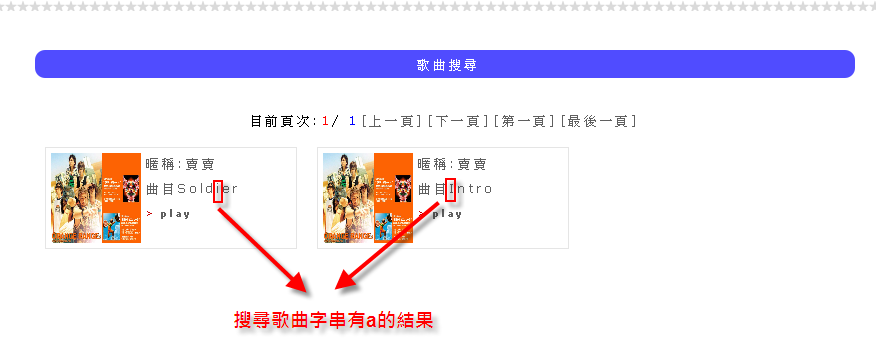 歌曲搜尋
目前頁次:1/ 1[上一頁][下一頁][第一頁][最後一頁]
暱稱:賣賣
曲目Soldier
> play
暱稱:賣賣
曲目Intro
> play
搜尋歌曲字串有a的結果